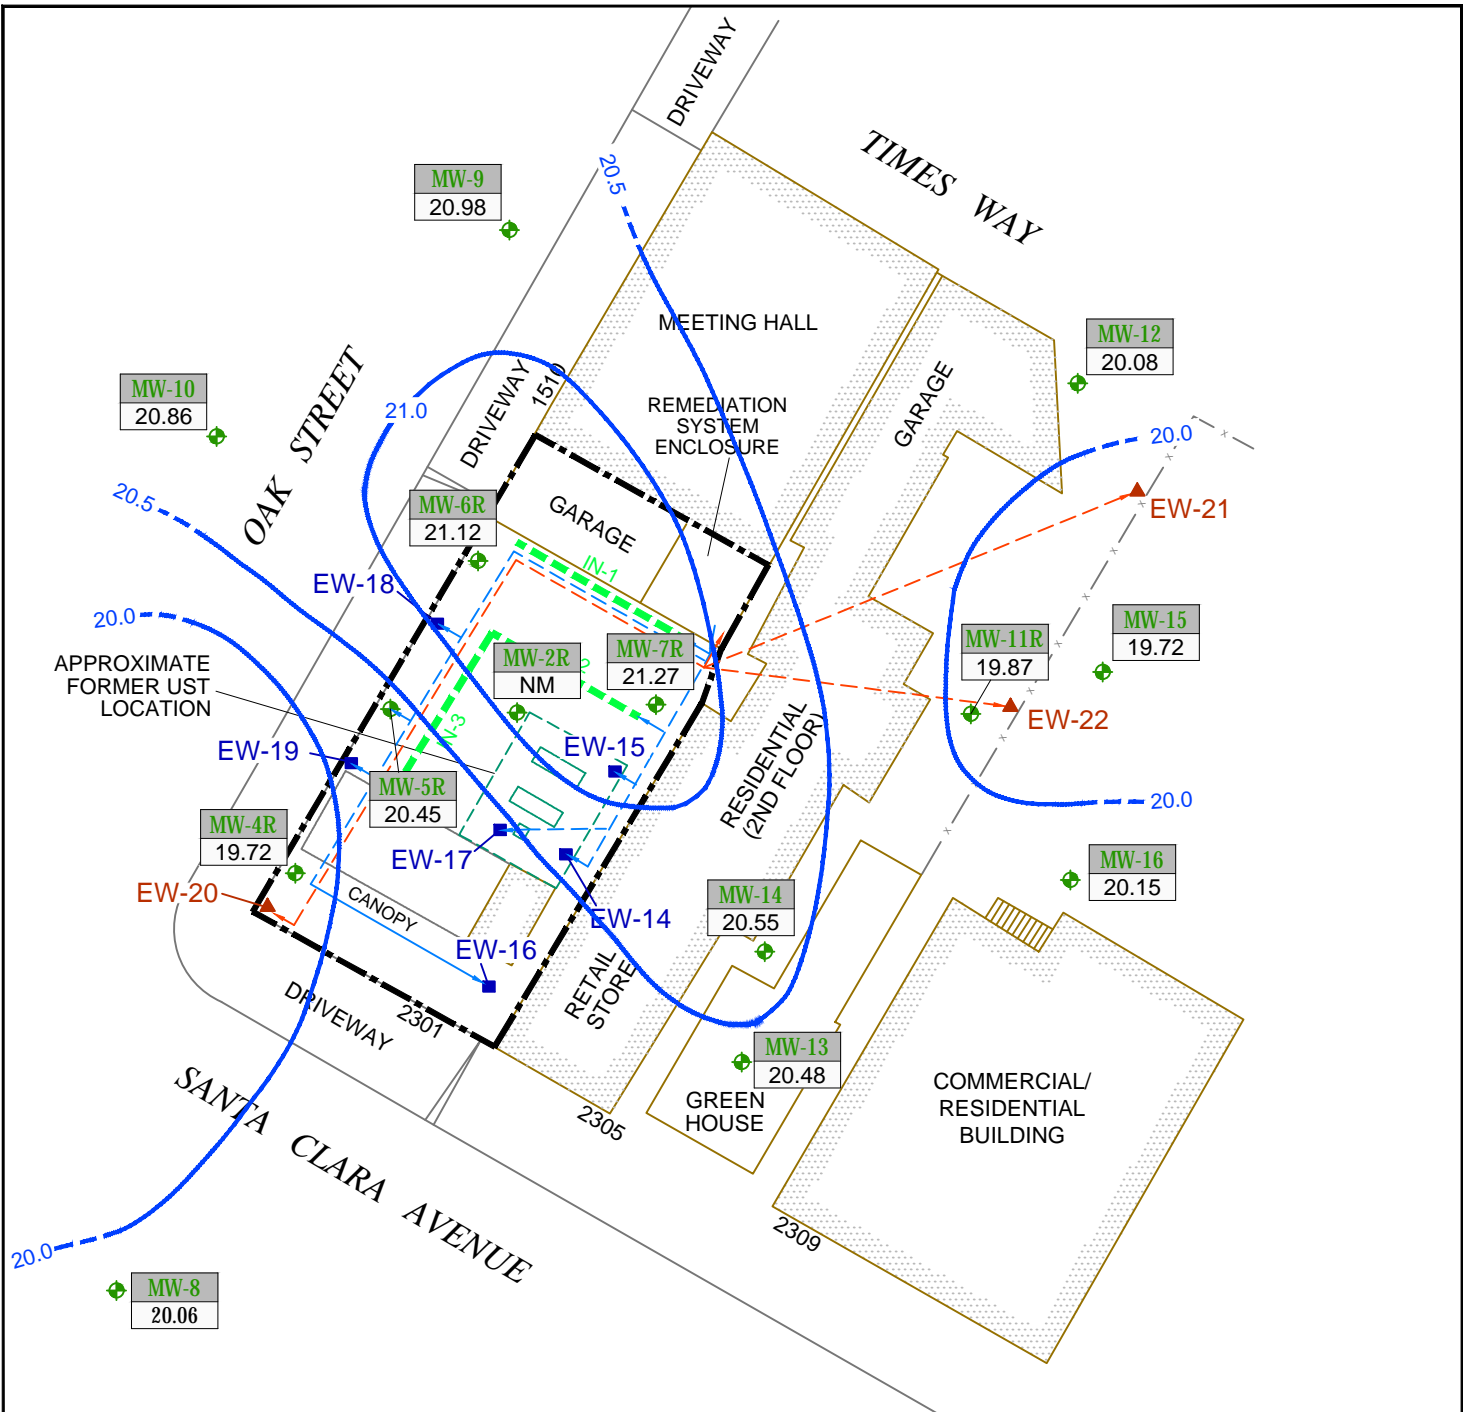 DRIVEWAY
TIMES WAY
20.5
MW-9
20.98
MEETING HALL
MW-12
20.08
OAK STREET
MW-10
20.86
21.0
DRIVEWAY
1510
REMEDIATION
SYSTEM
ENCLOSURE
GARAGE
20.0
20.5
MW-6R
21.12
GARAGE
EW-21
IN-1
EW-18
20.0
MW-15
19.72
MW-11R
19.87
APPROXIMATE
FORMER UST
LOCATION
MW-2R
NM
2
MW-7R
21.27
EW-22
IN-3
EW-19
EW-15
RESIDENTIAL
(2ND FLOOR)
MW-5R
20.45
20.0
MW-4R
19.72
EW-17
MW-16
20.15
EW-20
CANOPY
EW-14
MW-14
20.55
EW-16
RETAIL
STORE
DRIVEWAY
2301
MW-13
20.48
SANTA CLARA AVENUE
2305
GREEN
HOUSE
COMMERCIAL/
RESIDENTIAL
BUILDING
20.0
2309
MW-8
20.06